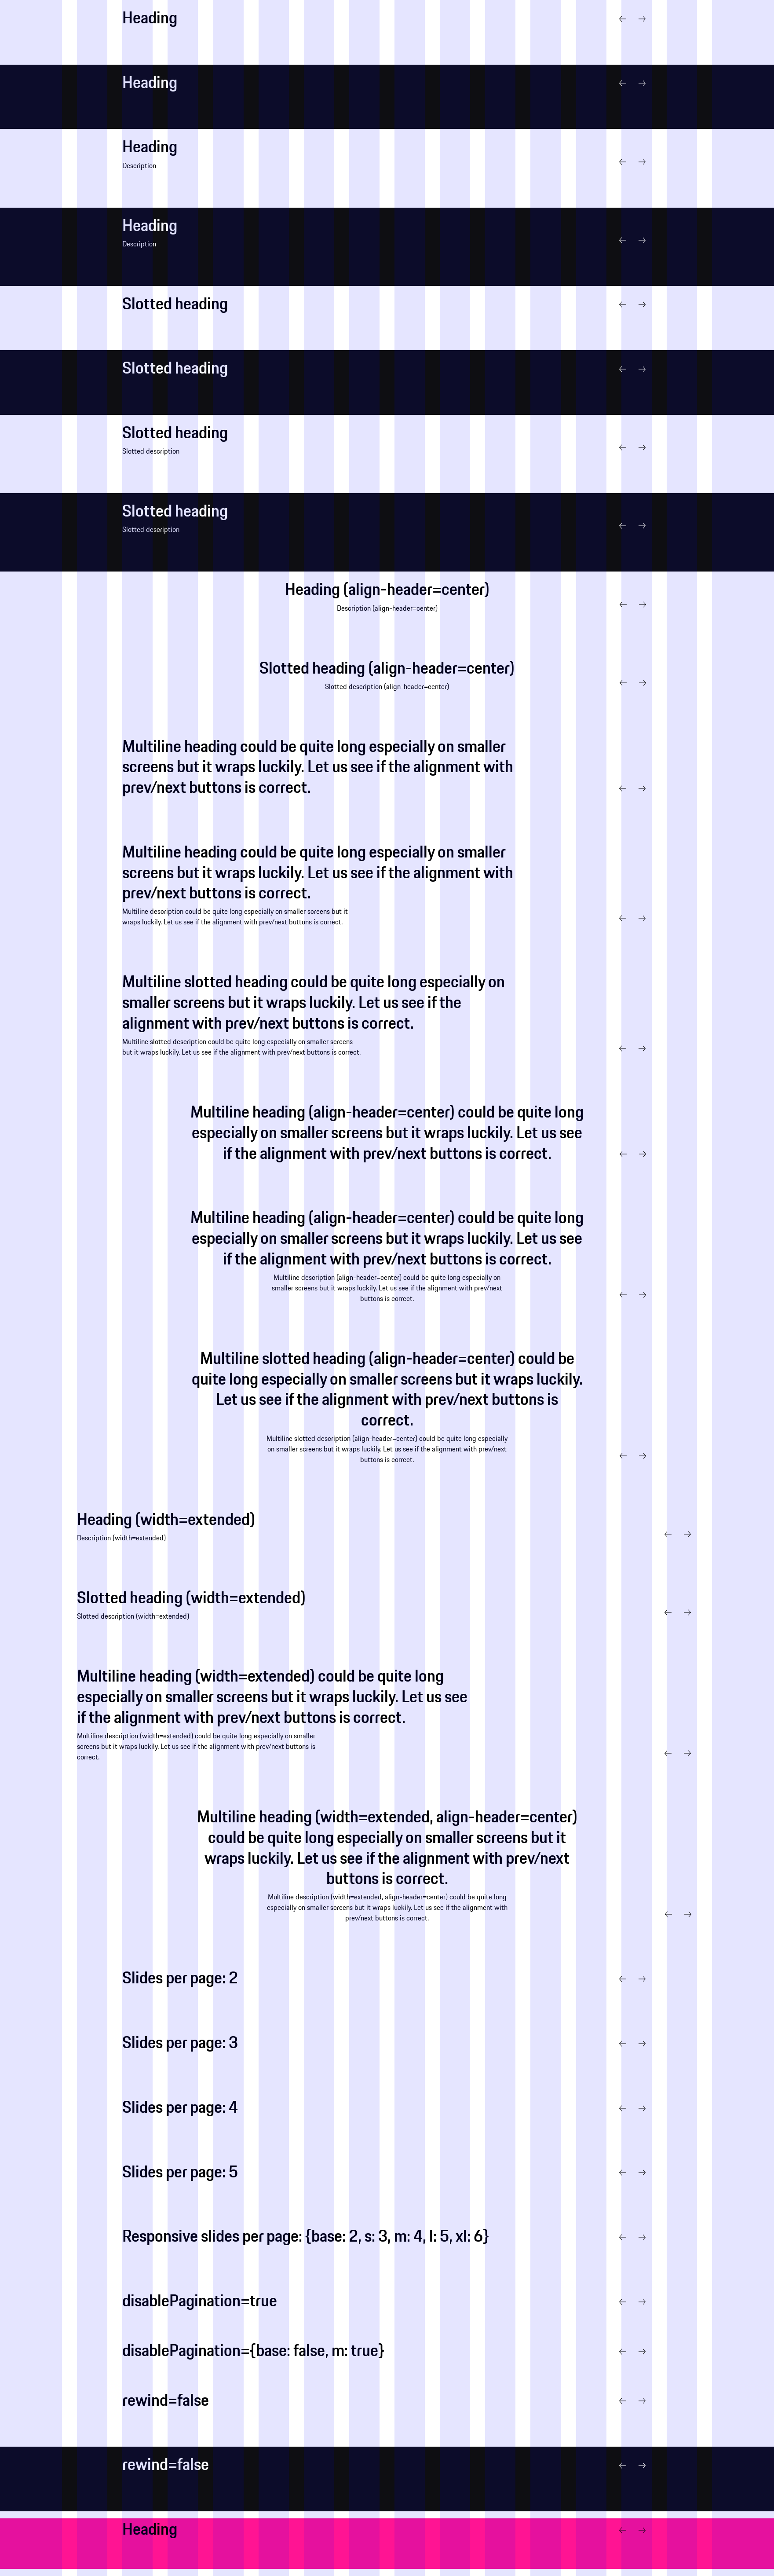 Heading
Heading
Heading
Description
Heading
Description
Slotted heading
Slotted heading
Slotted heading
Slotted description
Slotted heading
Slotted description
Heading (align-header=center)
Description (align-header=center)
Slotted heading (align-header=center)
Slotted description (align-header=center)
Multiline heading could be quite long especially on smaller
screens but it wraps luckily. Let us see if the alignment with
prev/next buttons is correct.
Multiline heading could be quite long especially on smaller
screens but it wraps luckily. Let us see if the alignment with
prev/next buttons is correct.
Multiline description could be quite long especially on smaller screens but it
wraps luckily. Let us see if the alignment with prev/next buttons is correct.
Multiline slotted heading could be quite long especially on
smaller screens but it wraps luckily. Let us see if the
alignment with prev/next buttons is correct.
Multiline slotted description could be quite long especially on smaller screens
but it wraps luckily. Let us see if the alignment with prev/next buttons is correct.
Multiline heading (align-header=center) could be quite long
especially on smaller screens but it wraps luckily. Let us see
if the alignment with prev/next buttons is correct.
Multiline heading (align-header=center) could be quite long
especially on smaller screens but it wraps luckily. Let us see
if the alignment with prev/next buttons is correct.
Multiline description (align-header=center) could be quite long especially on
smaller screens but it wraps luckily. Let us see if the alignment with prev/next
buttons is correct.
Multiline slotted heading (align-header=center) could be
quite long especially on smaller screens but it wraps luckily.
Let us see if the alignment with prev/next buttons is
correct.
Multiline slotted description (align-header=center) could be quite long especially
on smaller screens but it wraps luckily. Let us see if the alignment with prev/next
buttons is correct.
Heading (width=extended)
Description (width=extended)
Slotted heading (width=extended)
Slotted description (width=extended)
Multiline heading (width=extended) could be quite long
especially on smaller screens but it wraps luckily. Let us see
if the alignment with prev/next buttons is correct.
Multiline description (width=extended) could be quite long especially on smaller
screens but it wraps luckily. Let us see if the alignment with prev/next buttons is
correct.
Multiline heading (width=extended, align-header=center)
could be quite long especially on smaller screens but it
wraps luckily. Let us see if the alignment with prev/next
buttons is correct.
Multiline description (width=extended, align-header=center) could be quite long
especially on smaller screens but it wraps luckily. Let us see if the alignment with
prev/next buttons is correct.
Slides per page: 2
Slides per page: 3
Slides per page: 4
Slides per page: 5
Responsive slides per page: {base: 2, s: 3, m: 4, l: 5, xl: 6}
disablePagination=true
disablePagination={base: false, m: true}
rewind=false
rewind=false
Heading